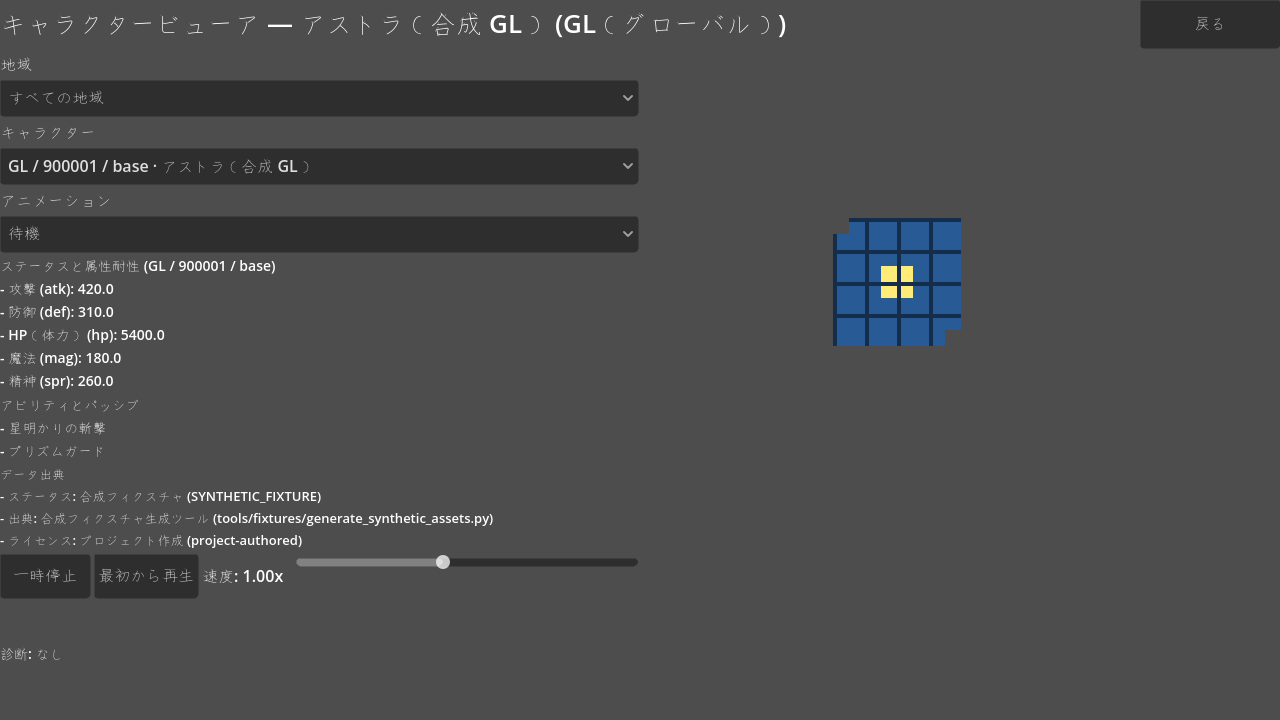 キャラクタービューア — アストラ（合成 GL）(GL（グローバル）)
戻る
地域
すべての地域
キャラクター
GL / 900001 / base · アストラ（合成 GL）
アニメーション
待機
ステータスと属性耐性 (GL / 900001 / base)
- 攻撃 (atk): 420.0
- 防御 (def): 310.0
- HP（体力）(hp): 5400.0
- 魔法 (mag): 180.0
- 精神 (spr): 260.0
アビリティとパッシブ
- 星明かりの斬撃
- プリズムガード
データ出典
- ステータス: 合成フィクスチャ (SYNTHETIC_FIXTURE)
- 出典: 合成フィクスチャ生成ツール (tools/fixtures/generate_synthetic_assets.py)
- ライセンス: プロジェクト作成 (project-authored)
一時停止
最初から再生
速度: 1.00x
診断: なし